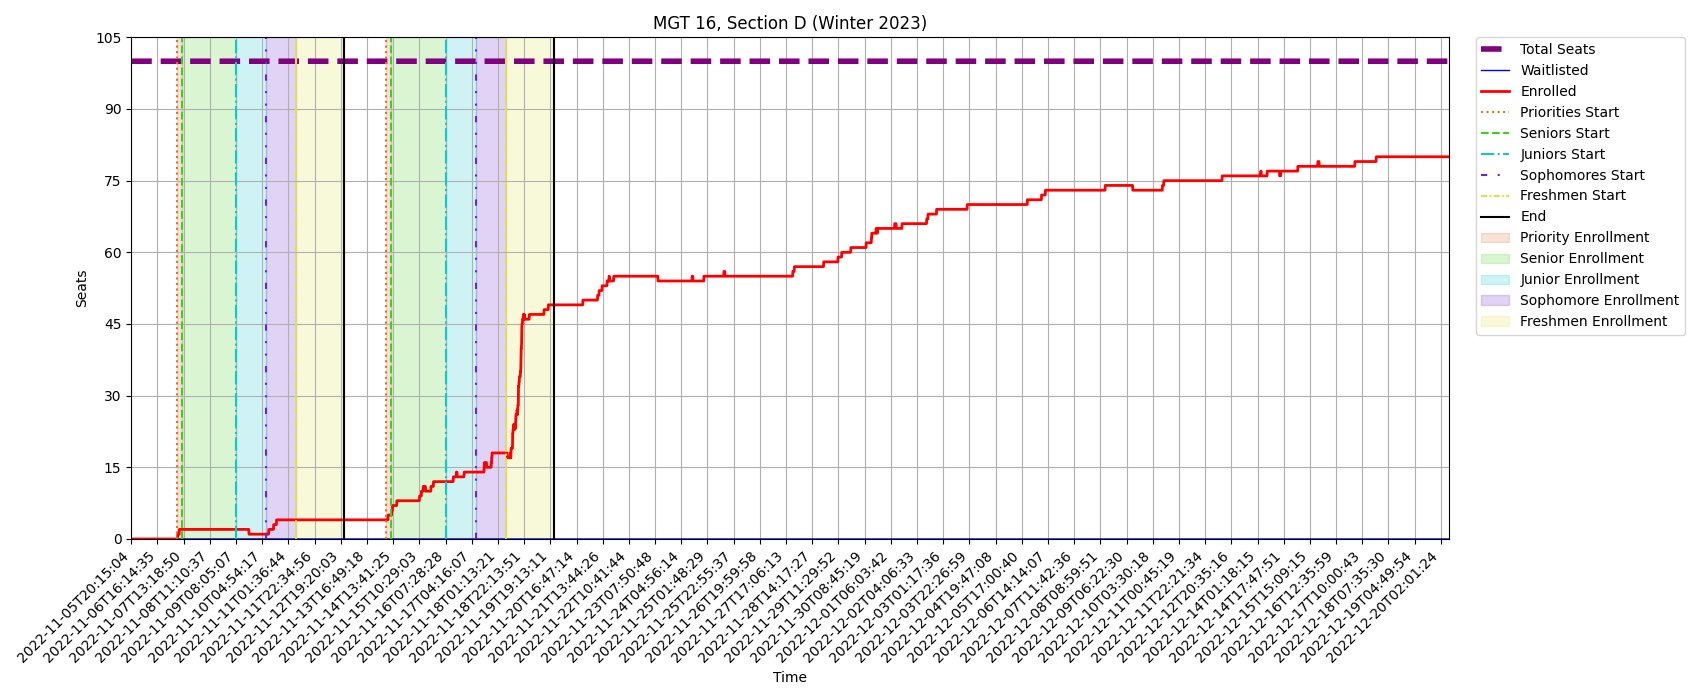 MGT 16, Section D (Winter 2023)
105
90
75
60
45
30
15
0
Seats
2022-11-05T20:15:04
2022-11-06T16:14:35
2022-11-07T13:18:50
2022-11-08T11:10:37
2022-11-09T08:05:07
2022-11-10T04:54:17
2022-11-11T01:36:44
2022-11-11T22:34:56
2022-11-12T19:20:03
2022-11-13T16:49:18
2022-11-14T13:41:25
2022-11-15T10:29:03
2022-11-16T07:28:28
2022-11-17T04:16:07
2022-11-18T01:13:21
2022-11-18T22:13:51
2022-11-19T19:13:11
2022-11-20T16:47:14
2022-11-21T13:44:26
2022-11-22T10:41:44
2022-11-23T07:50:48
2022-11-24T04:56:14
2022-11-25T01:48:29
2022-11-25T22:55:37
2022-11-26T19:59:58
2022-11-27T17:06:13
2022-11-28T14:17:27
2022-11-29T11:29:52
2022-11-30T08:45:19
2022-12-01T06:03:42
2022-12-02T04:06:33
2022-12-03T01:17:36
2022-12-03T22:26:59
2022-12-04T19:47:08
2022-12-05T17:00:40
2022-12-06T14:14:07
2022-12-07T11:42:36
2022-12-08T08:59:51
2022-12-09T06:22:30
2022-12-10T03:30:18
2022-12-11T00:45:19
2022-12-11T22:21:34
2022-12-12T20:35:16
2022-12-14T01:18:15
2022-12-14T17:47:51
2022-12-15T15:09:15
2022-12-16T12:35:59
2022-12-17T10:00:43
2022-12-18T07:35:30
2022-12-19T04:49:54
2022-12-20T02:01:24
Time
Total Seats
Waitlisted
Enrolled
Priorities Start
Seniors Start
Juniors Start
Sophomores Start
Freshmen Start
End
Priority Enrollment
Senior Enrollment
Junior Enrollment
Sophomore Enrollment
Freshmen Enrollment